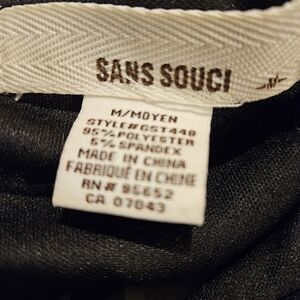 SANS SOUCI
M/MOYEN
STYLE#GST448
95% POLYESTER
5% SPANDEX
MADE IN CHINA
FABRIQUÉ EN CHINE
RN # 95652
CA 07043